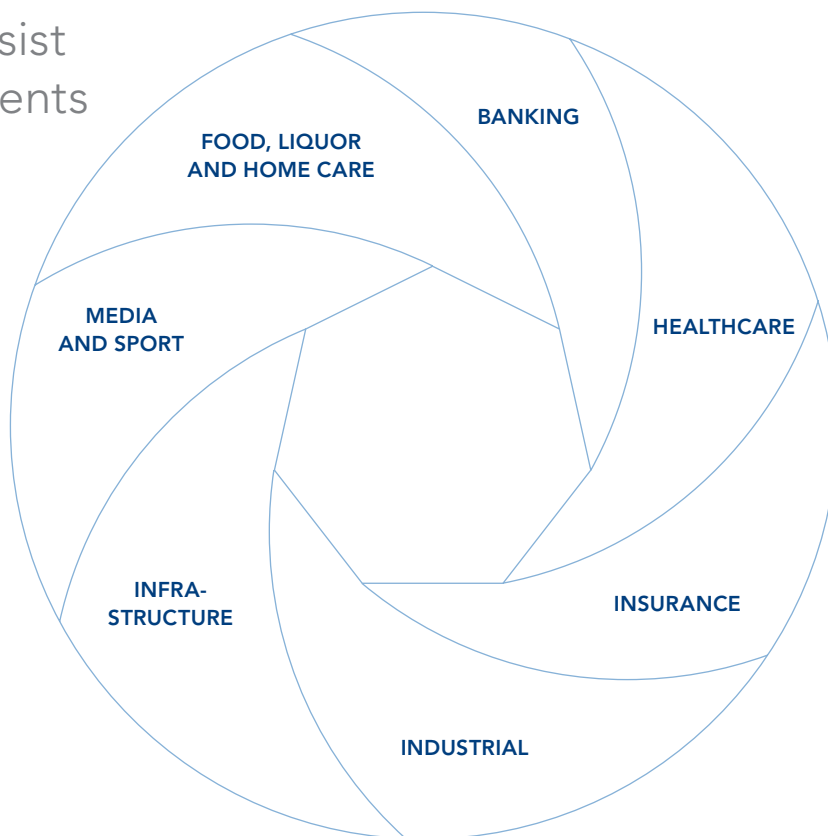 sist
ents
BANKING
FOOD, LIQUOR
AND HOME CARE
MEDIA
AND SPORT
HEALTHCARE
INFRA-
STRUCTURE
INSURANCE
INDUSTRIAL